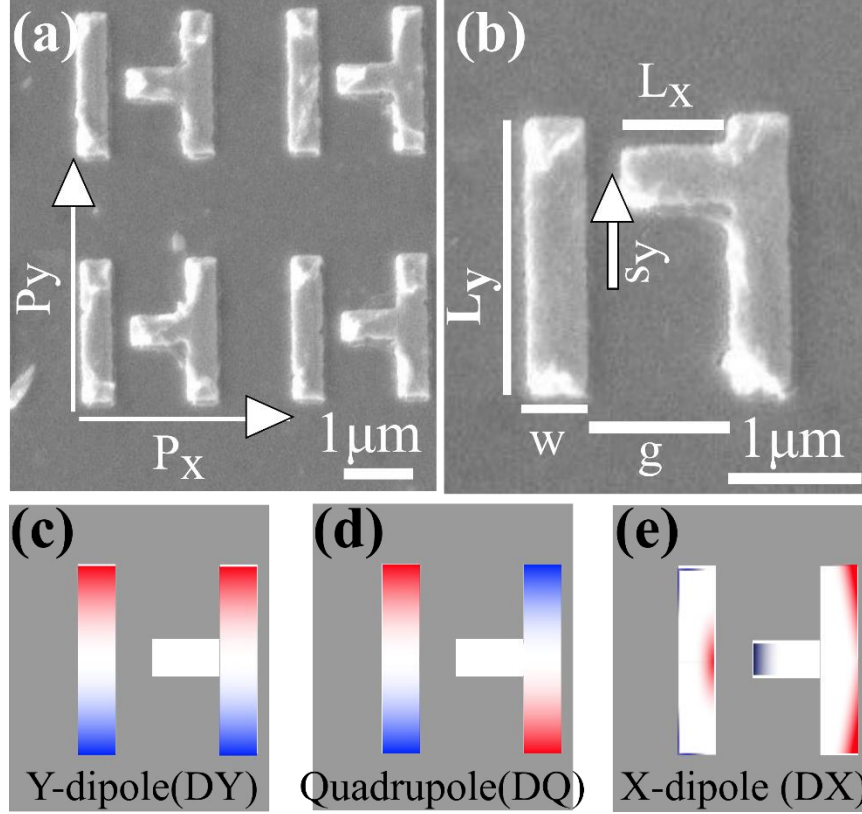 (a)
Py
Px
1μm
(b)
Lx
Ly
sy
w
g
1μm
(c)
Y-dipole(DY)
(d)
Quadrupole(DQ)
(e)
X-dipole (DX)